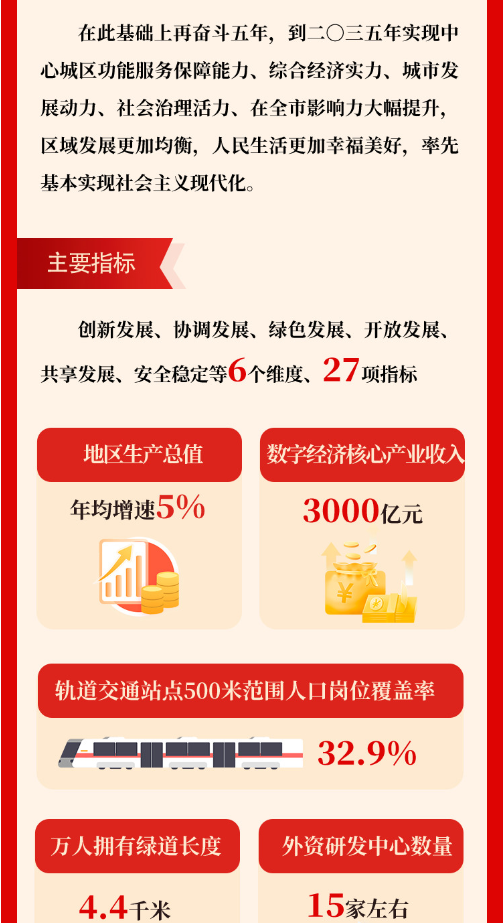 在此基础上再奋斗五年，到二〇三五年实现中
心城区功能服务保障能力、综合经济实力、城市发
展动力、社会治理活力、在全市影响力大幅提升，
区域发展更加均衡，人民生活更加幸福美好，率先
基本实现社会主义现代化。
主要指标
创新发展、协调发展、绿色发展、开放发展、
共享发展、安全稳定等6个维度、27项指标
地区生产总值
数字经济核心产业收入
年均增速5%
3000亿元
¥
轨道交通站点500米范围人口岗位覆盖率
32.9%
万人拥有绿道长度
外资研发中心数量
4.4千米
15家左右